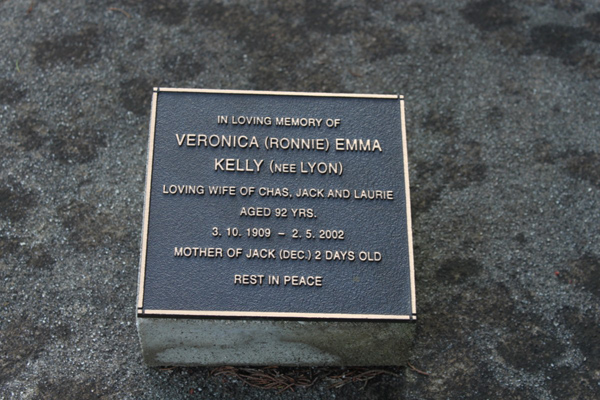 IN LOVING MEMORY OF
VERONICA (RONNIE) EMMA
KELLY (NEE LYON)
LOVING WIFE OF CHAS, JACK AND LAURIE
AGED 92 YRS.
3. 10. 1909 – 2. 5. 2002
MOTHER OF JACK (DEC.) 2 DAYS OLD
REST IN PEACE